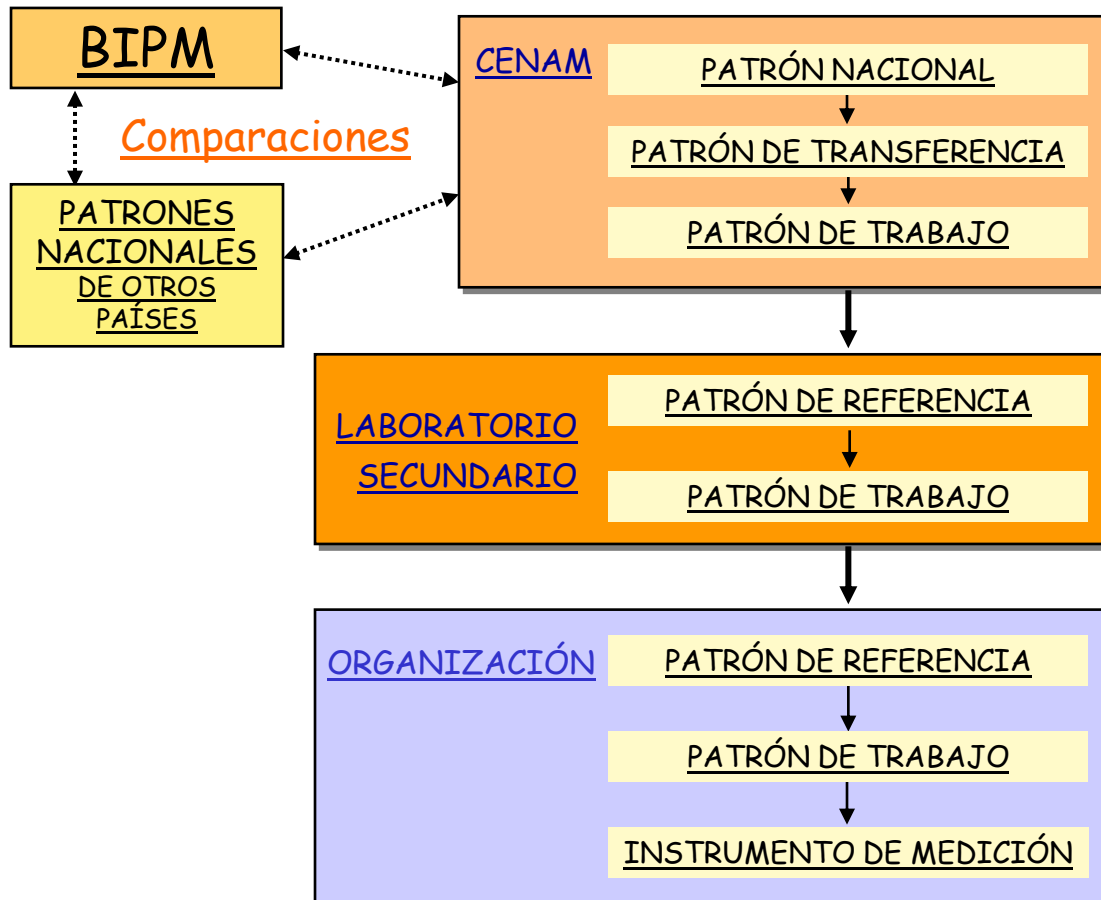 BIPM
Comparaciones
PATRONES
NACIONALES
DE OTROS
PAÍSES
CENAM
PATRÓN NACIONAL
PATRÓN DE TRANSFERENCIA
PATRÓN DE TRABAJO
LABORATORIO
SECUNDARIO
PATRÓN DE REFERENCIA
PATRÓN DE TRABAJO
ORGANIZACIÓN
PATRÓN DE REFERENCIA
PATRÓN DE TRABAJO
INSTRUMENTO DE MEDICIÓN